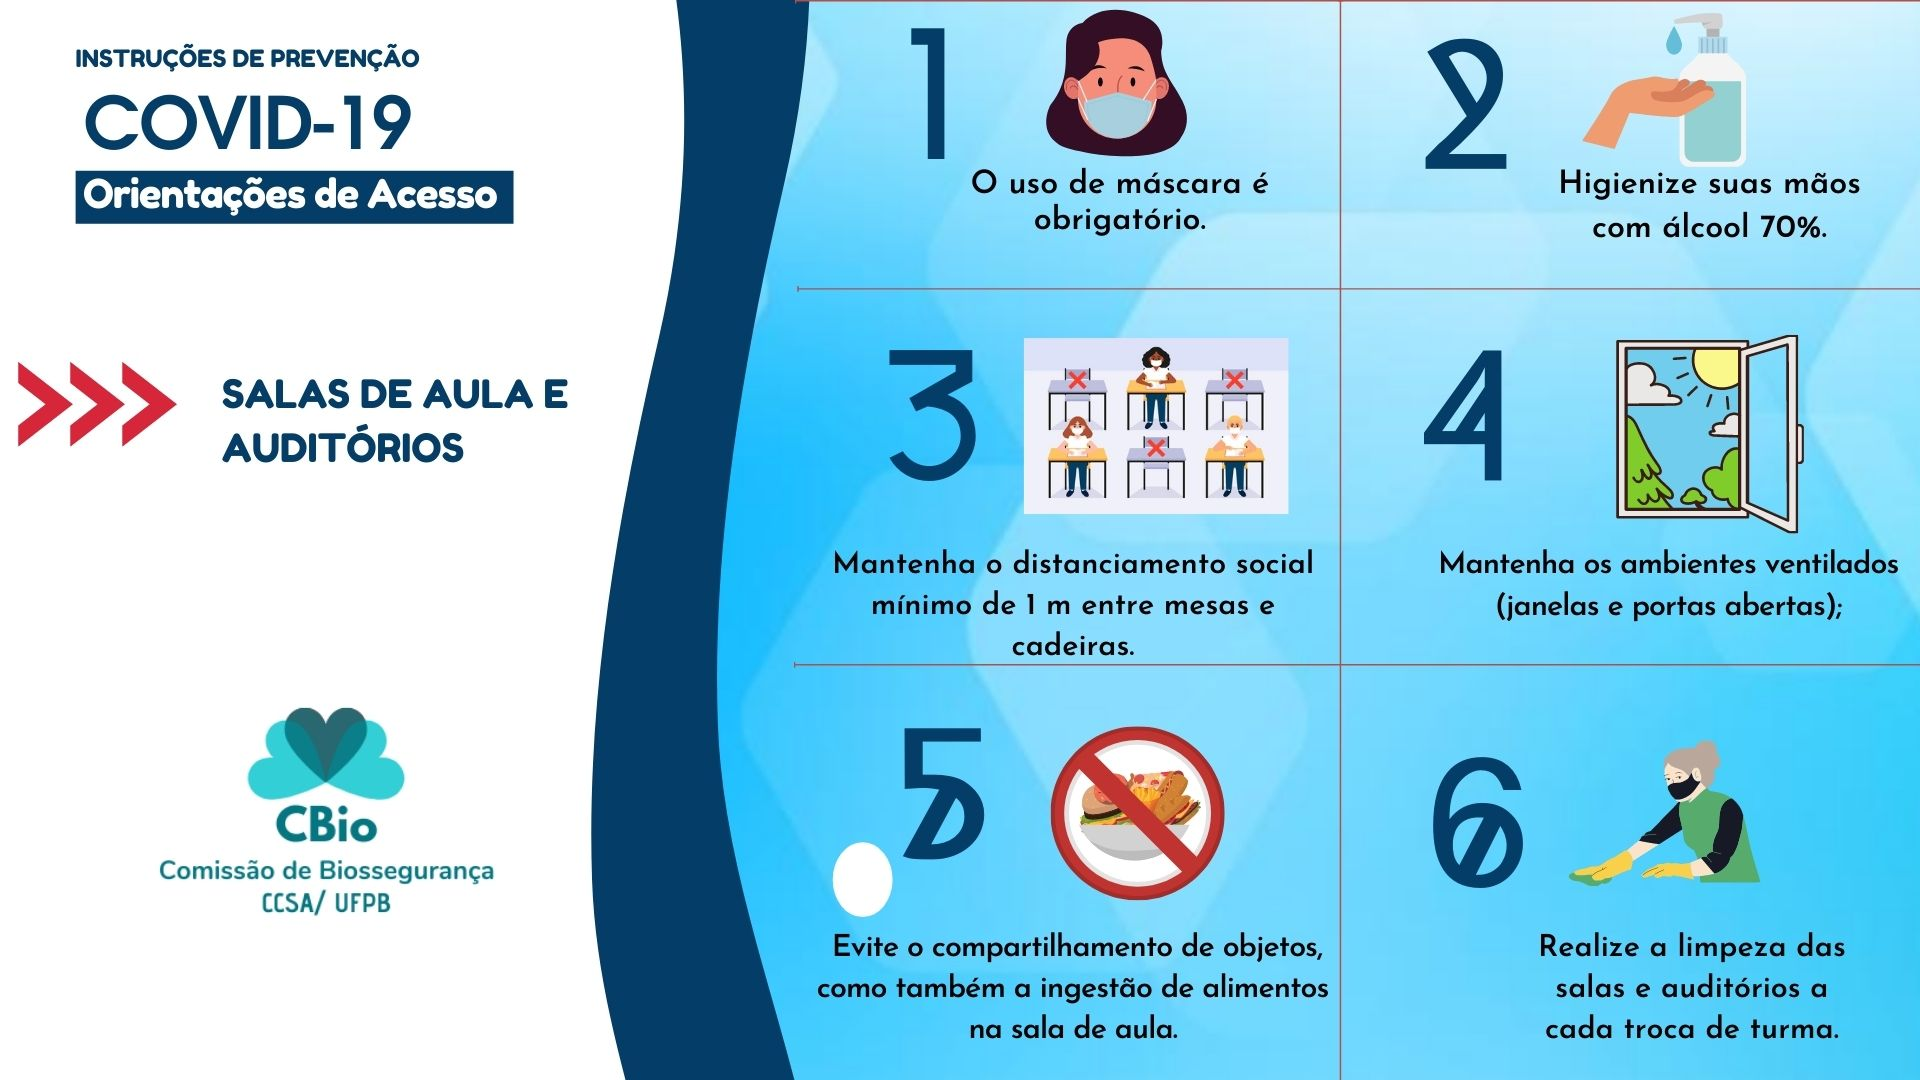 INSTRUÇÕES DE PREVENÇÃO
COVID-19
Orientações de Acesso
SALAS DE AULA E
AUDITÓRIOS
CBio
Comissão de Biossegurança
CCSA/ UFPB
1
O uso de máscara é
obrigatório.
2
Higienize suas mãos
com álcool 70%.
3
Mantenha o distanciamento social
mínimo de 1 m entre mesas e
cadeiras.
4
Mantenha os ambientes ventilados
(janelas e portas abertas);
5
Evite o compartilhamento de objetos,
como também a ingestão de alimentos
na sala de aula.
6
Realize a limpeza das
salas e auditórios a
cada troca de turma.